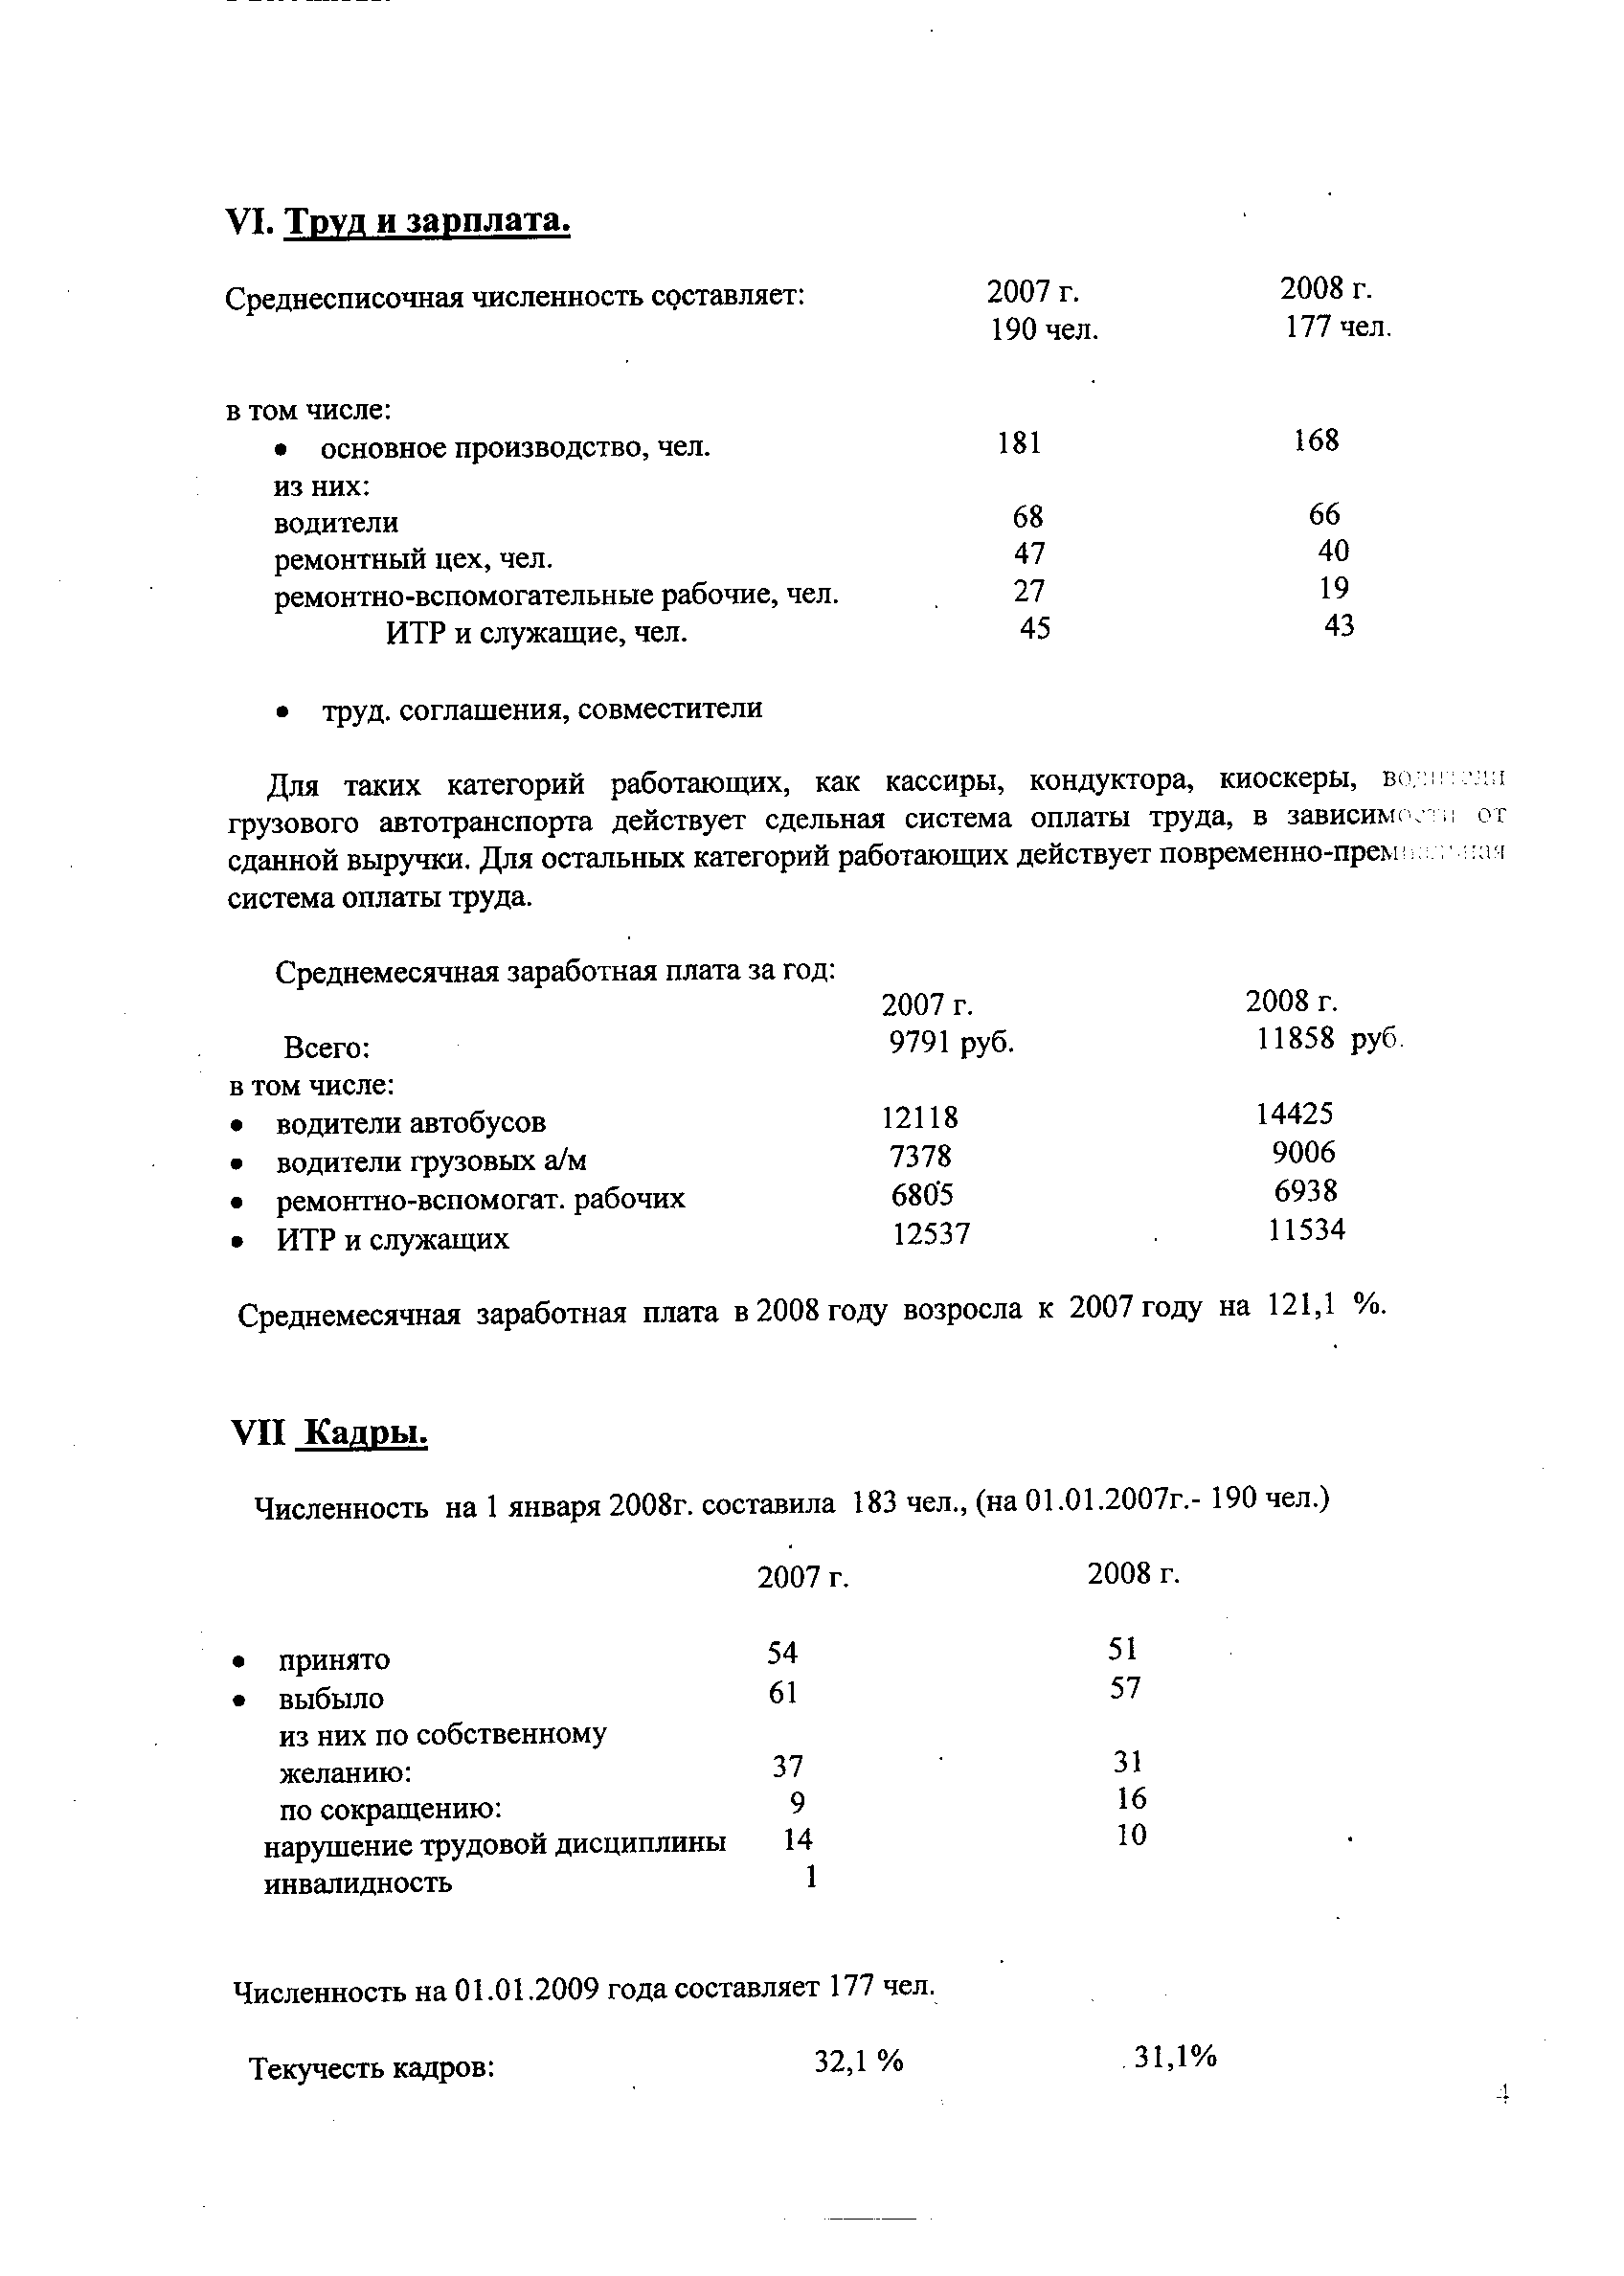 VI. Труд и зарплата.
Среднесписочная численность составляет: 2007 г. 2008 г.
190 чел. 177 чел.
в том числе:
• основное производство, чел. 181 168
из них:
водители 68 66
ремонтный цех, чел. 47 40
ремонтно-вспомогательные рабочие, чел. 27 19
ИТР и служащие, чел. 45 43
• труд. соглашения, совместители
Для таких категорий работающих, как кассиры, кондуктора, киоскеры, водители
грузового автотранспорта действует сдельная система оплаты труда, в зависимости от
сданной выручки. Для остальных категорий работающих действует повременно-премиальная
система оплаты труда.
Среднемесячная заработная плата за год:
2007 г. 2008 г.
Всего: 9791 руб. 11858 руб.
в том числе:
• водители автобусов 12118 14425
• водители грузовых а/м 7378 9006
• ремонтно-вспомогат. рабочих 6805 6938
• ИТР и служащих 12537 11534
Среднемесячная заработная плата в 2008 году возросла к 2007 году на 121,1 %.
VII Кадры.
Численность на 1 января 2008г. составила 183 чел., (на 01.01.2007г.- 190 чел.)
2007 г. 2008 г.
• принято 54 51
• выбыло 61 57
из них по собственному
желанию: 37 31
по сокращению: 9 16
нарушение трудовой дисциплины 14 10
инвалидность 1
Численность на 01.01.2009 года составляет 177 чел.
Текучесть кадров: 32,1 % 31,1%
4